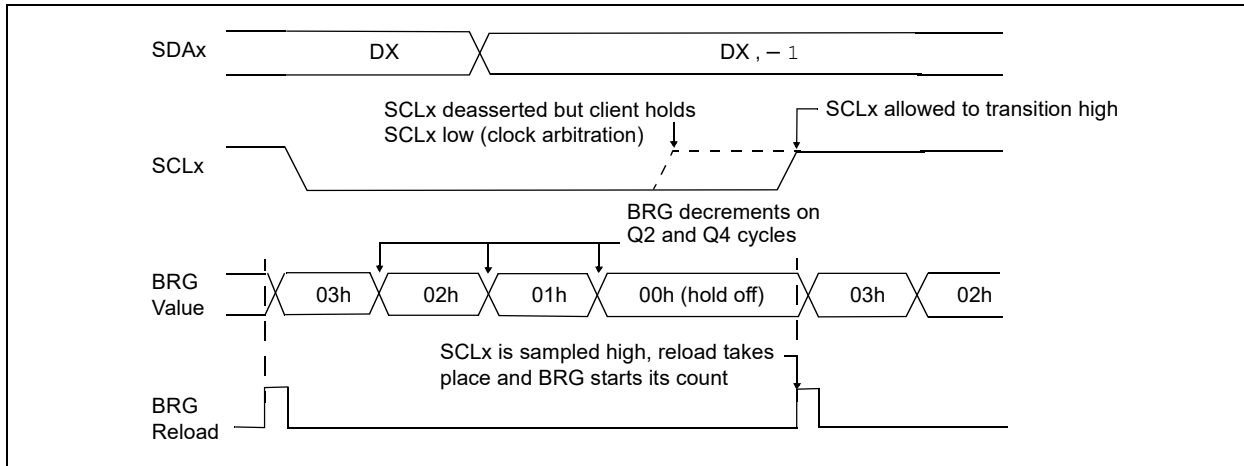 SDAx
DX
DX , – 1
SCLx deasserted but client holds
SCLx low (clock arbitration)
SCLx allowed to transition high
SCLx
BRG decrements on
Q2 and Q4 cycles
BRG
Value
03h
02h
01h
00h (hold off)
03h
02h
SCLx is sampled high, reload takes
place and BRG starts its count
BRG
Reload